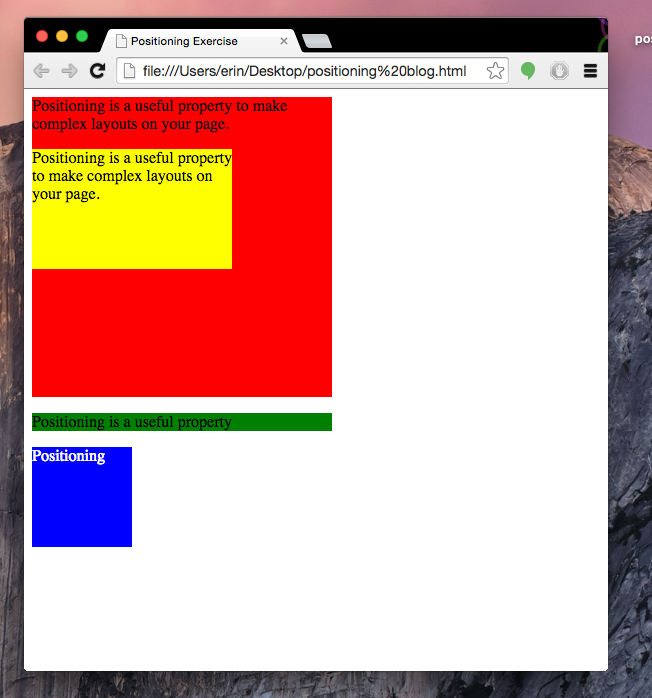 Positioning Exercise
pos
file:///Users/erin/Desktop/positioning%20blog.html
Positioning is a useful property to make
complex layouts on your page.
Positioning is a useful property
to make complex layouts on
your page.
Positioning is a useful property
Positioning